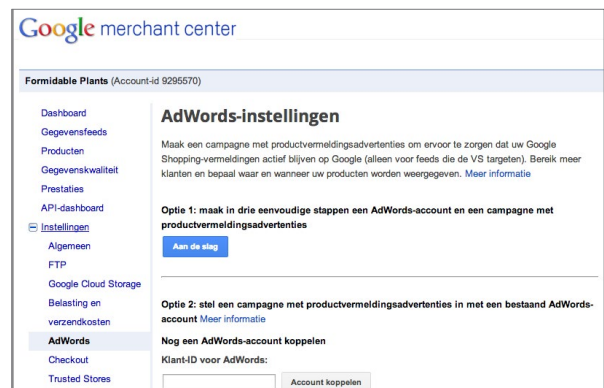 Google merchant center
Formidable Plants (Account-id 9295570)
Dashboard
Gegevensfeeds
Producten
Gegevenskwaliteit
Prestaties
API-dashboard
Instellingen
Algemeen
FTP
Google Cloud Storage
Belasting en
verzendkosten
AdWords
Checkout
Trusted Stores
AdWords-instellingen
Maak een campagne met productvermeldingsadvertenties om ervoor te zorgen dat uw Google
Shopping-vermeldingen actief blijven op Google (alleen voor feeds die de VS targeten). Bereik meer
klanten en bepaal waar en wanneer uw producten worden weergegeven. Meer informatie
Optie 1: maak in drie eenvoudige stappen een AdWords-account en een campagne met
productvermeldingsadvertenties
Aan de slag
Optie 2: stel een campagne met productvermeldingsadvertenties in met een bestaand AdWords-
account Meer informatie
Nog een AdWords-account koppelen
Klant-ID voor AdWords:
Account koppelen